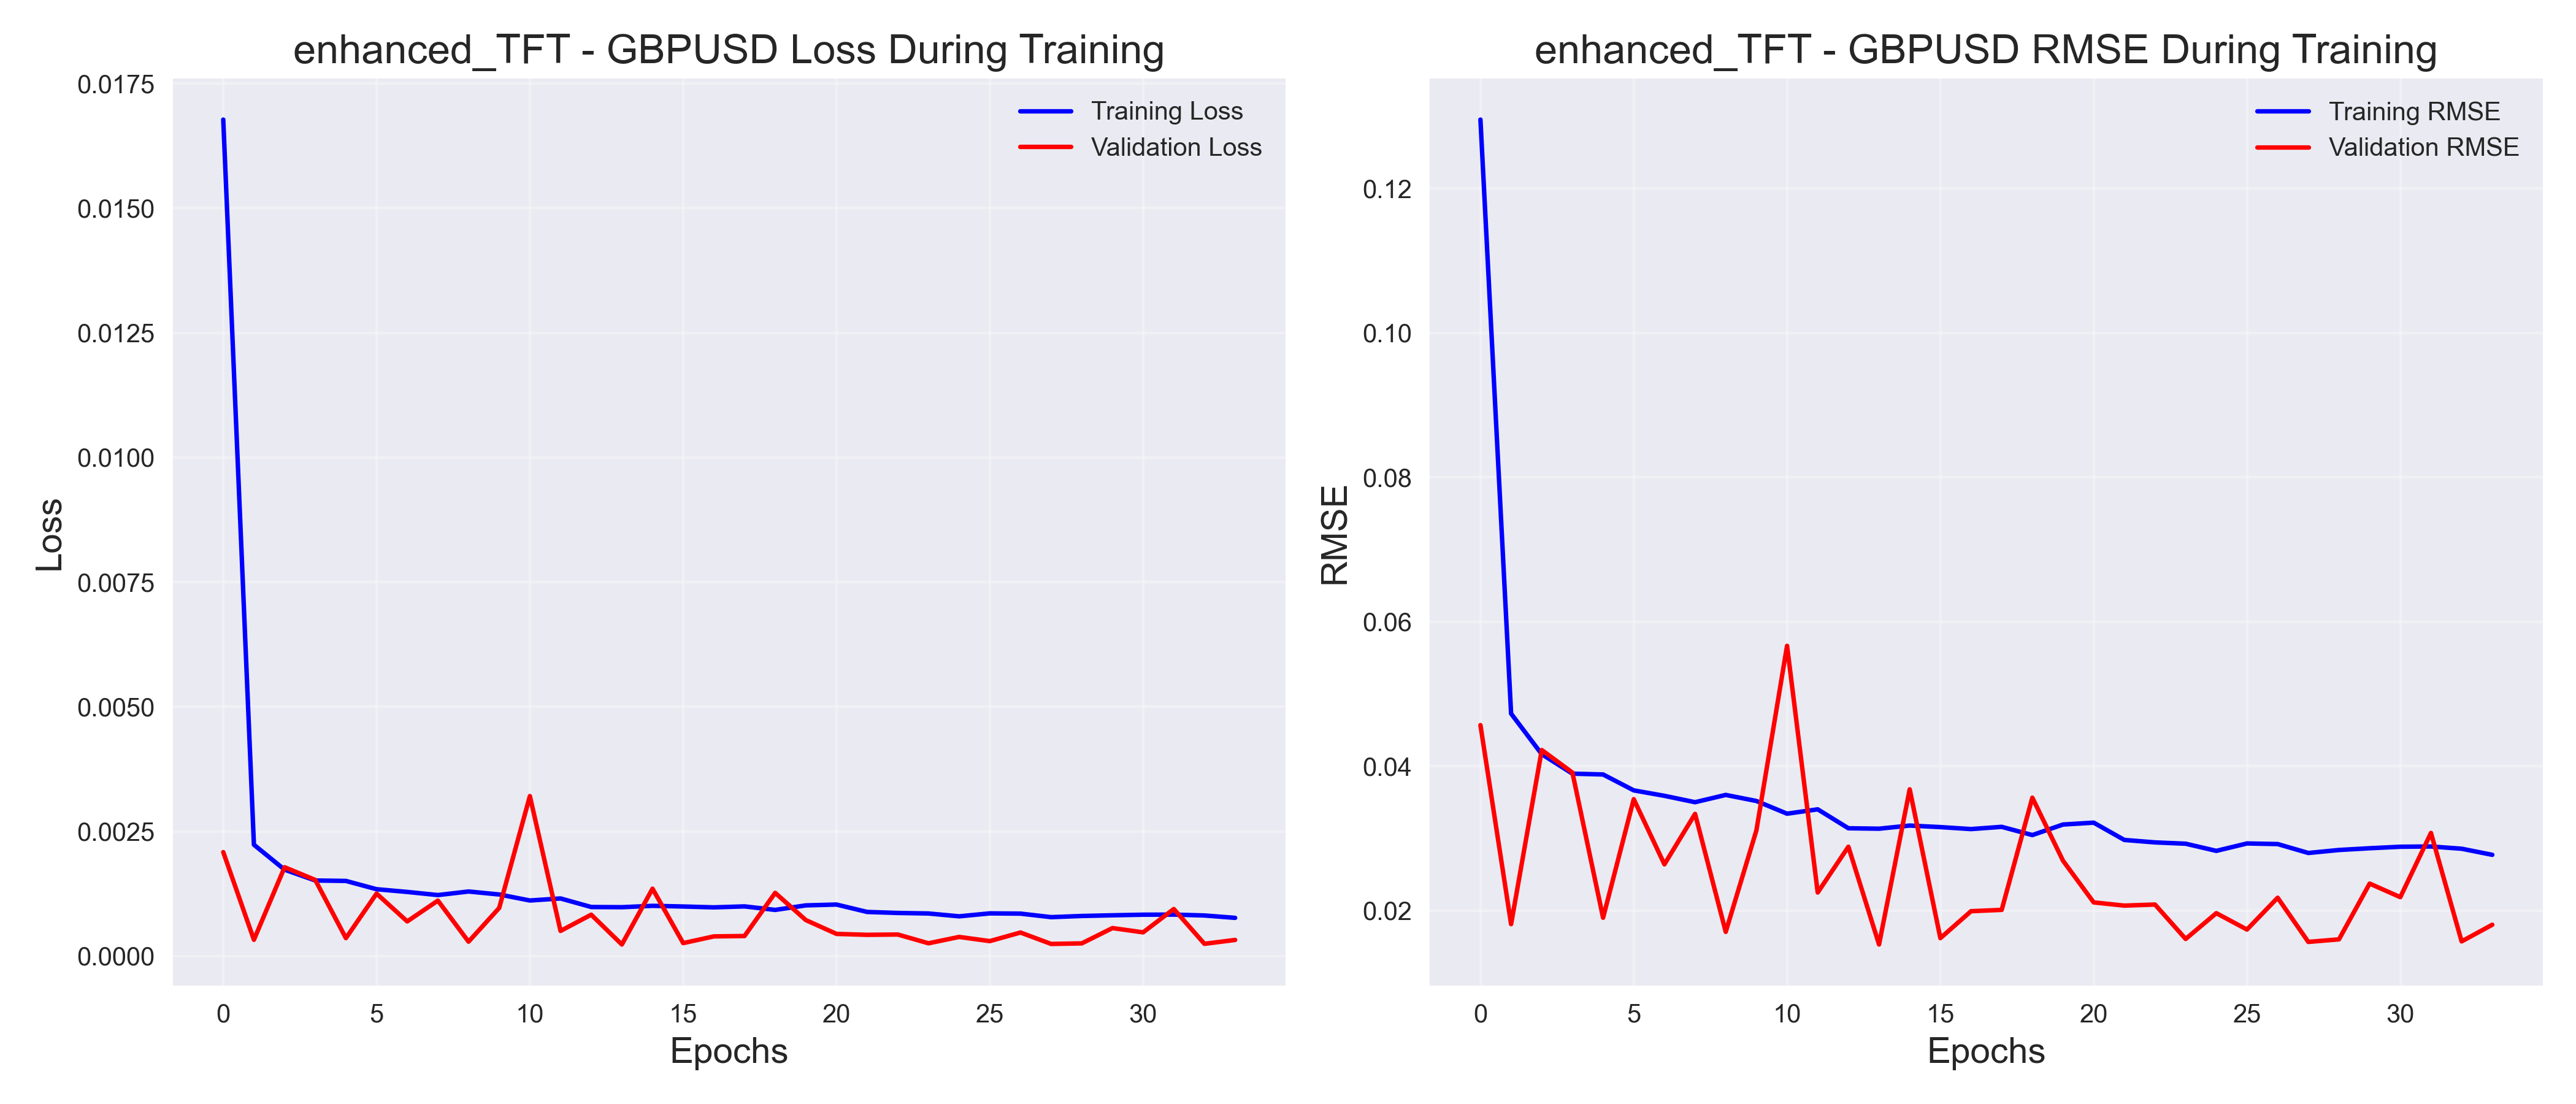 enhanced_TFT - GBPUSD Loss During Training
Training Loss
Validation Loss
0.0175
0.0150
0.0125
0.0100
0.0075
0.0050
0.0025
0.0000
Loss
0 5 10 15 20 25 30
Epochs
enhanced_TFT - GBPUSD RMSE During Training
Training RMSE
Validation RMSE
0.12
0.10
0.08
0.06
0.04
0.02
RMSE
0 5 10 15 20 25 30
Epochs